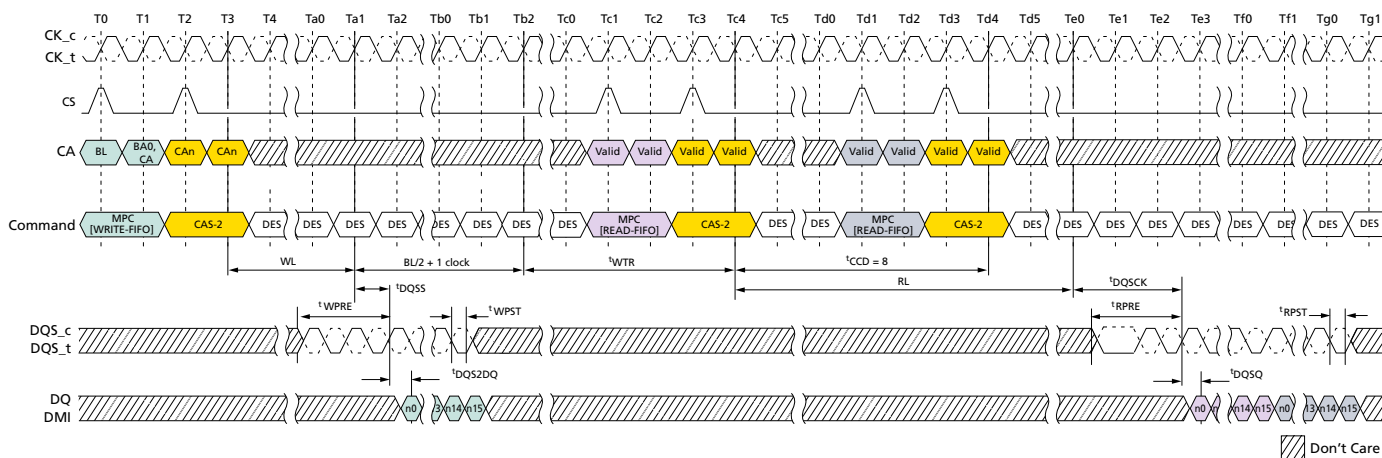 T0 T1 T2 T3 T4 Ta0 Ta1 Ta2 Tb0 Tb1 Tb2 Tc0 Tc1 Tc2 Tc3 Tc4 Tc5 Td0 Td1 Td2 Td3 Td4 Td5 Te0 Te1 Te2 Te3 Tf0 Tf1 Tg0 Tg1
CK_c
CK_t
CS
CA BL BA0, CA CAn CAn Valid Valid Valid Valid Valid Valid Valid Valid
Command MPC [WRITE-FIFO] CAS-2 DES DES DES DES DES DES DES DES MPC [READ-FIFO] CAS-2 DES DES MPC [READ-FIFO] CAS-2 DES DES DES DES DES DES DES DES DES
WL BL/2 + 1 clock tWTR tCCD = 8
RL tDQSCK
tDQSS
tWPRE tWPST tRPRE tRPST
DQS_c
DQS_t
tDQS2DQ tDQSQ
DQ
DMI
n0 3 n14 n15 n0 n n14 n15 n0 13 n14 n15
Don't Care